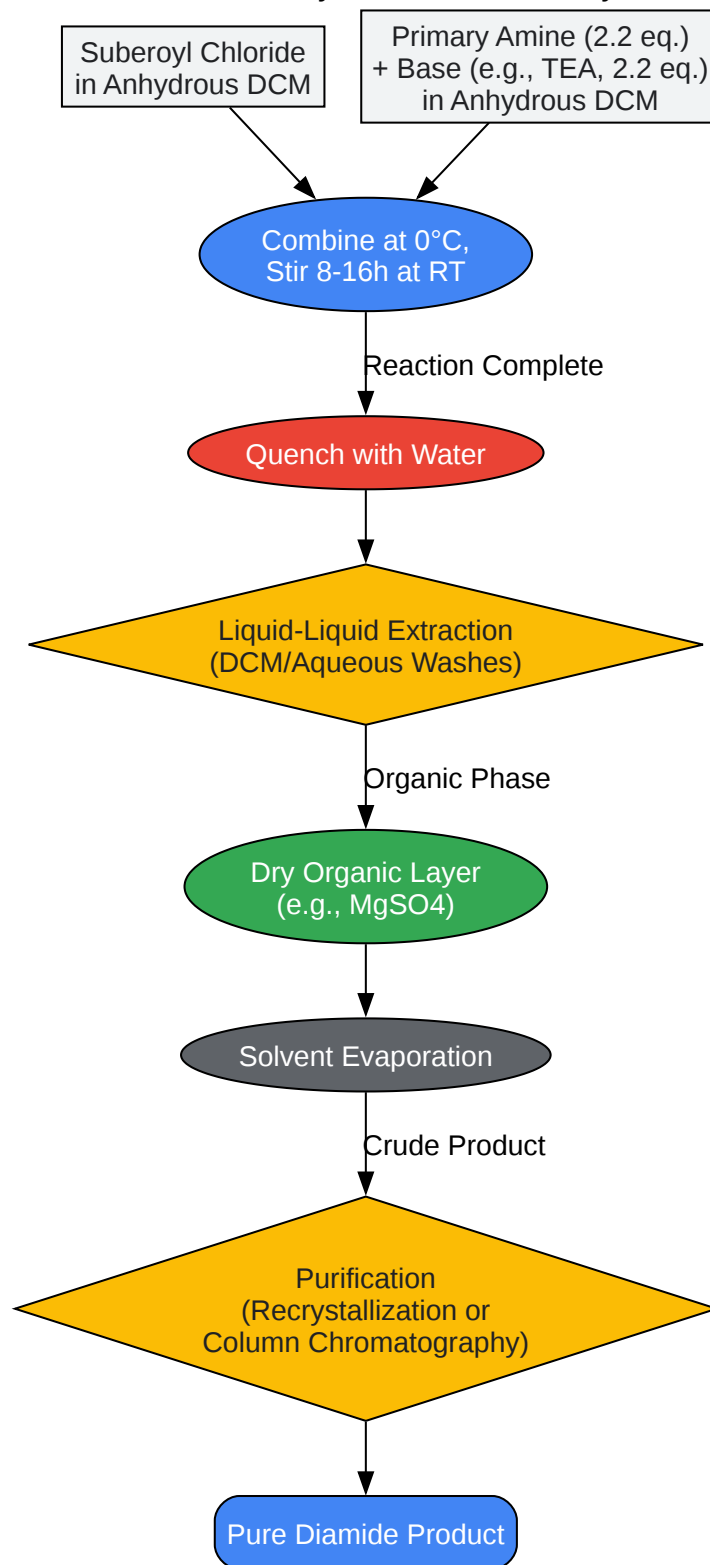 Suberoyl Chloride
in Anhydrous DCM
Primary Amine (2.2 eq.)
+ Base (e.g., TEA, 2.2 eq.)
in Anhydrous DCM
Combine at 0°C,
Stir 8-16h at RT
Reaction Complete
Quench with Water
Liquid-Liquid Extraction
(DCM/Aqueous Washes)
Organic Phase
Dry Organic Layer
(e.g., MgSO4)
Solvent Evaporation
Crude Product
Purification
(Recrystallization or
Column Chromatography)
Pure Diamide Product